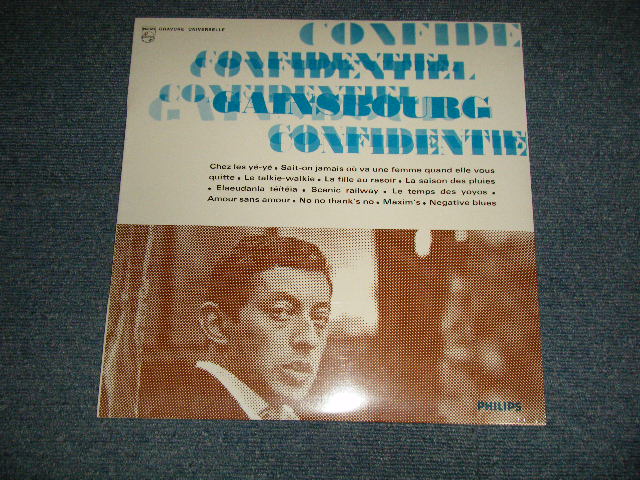 PHILIPS GRAVURE UNIVERSELLE
CONFIDE
CONFIDENTIEL
CONFIDENTIEL
GAINSBOURG
CONFIDENTIE
Chez les yé-yé • Sait-on jamais où va une femme quand elle vous
quitte • Le talkie-walkie • La fille au rasoir • La saison des pluies
• Elaeudanla téïtéïa • Scenic railway • Le temps des yoyos •
Amour sans amour • No no thank's no • Maxim's • Negative blues
PHILIPS